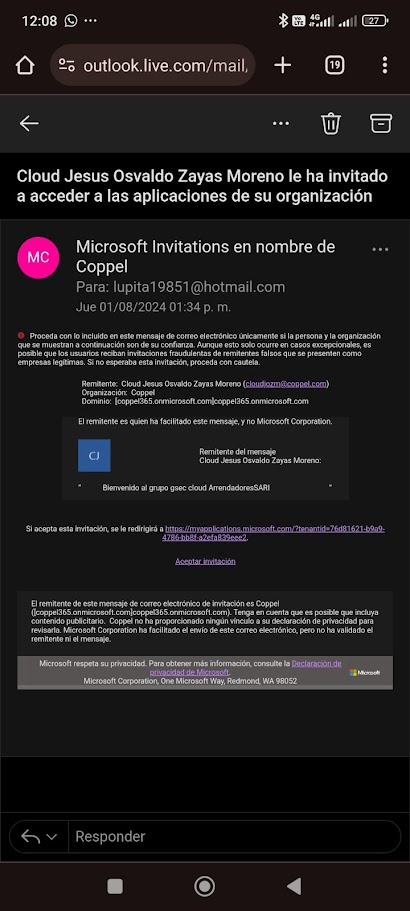 12:08
4G
27
outlook.live.com/mail,
19
Cloud Jesus Osvaldo Zayas Moreno le ha invitado
a acceder a las aplicaciones de su organización
MC
Microsoft Invitations en nombre de
Coppel
Para: lupita19851@hotmail.com
Jue 01/08/2024 01:34 p. m.
Proceda con lo incluido en este mensaje de correo electrónico únicamente si la persona y la organización
que se muestran a continuación son de su confianza. Aunque esto solo ocurre en casos excepcionales, es
posible que los usuarios reciban invitaciones fraudulentas de remitentes falsos que se presenten como
empresas legítimas. Si no esperaba esta invitación, proceda con cautela.
Remitente: Cloud Jesus Osvaldo Zayas Moreno (cloudjozm@coppel.com)
Organización: Coppel
Dominio: [coppel365.onmicrosoft.com]coppel365.onmicrosoft.com
El remitente es quien ha facilitado este mensaje, y no Microsoft Corporation.
CJ
Remitente del mensaje
Cloud Jesus Osvaldo Zayas Moreno:
" Bienvenido al grupo gsec cloud ArrendadoresSARI "
Si acepta esta invitación, se le redirigirá a https://myapplications.microsoft.com/?tenantid=76d81621-b9a9-
4786-bb8f-a2efa839eee2.
Aceptar invitación
El remitente de este mensaje de correo electrónico de invitación es Coppel
([coppel365.onmicrosoft.com]coppel365.onmicrosoft.com). Tenga en cuenta que es posible que incluya
contenido publicitario. Coppel no ha proporcionado ningún vínculo a su declaración de privacidad para
revisarla. Microsoft Corporation ha facilitado el envío de este correo electrónico, pero no ha validado el
remitente ni el mensaje.
Microsoft respeta su privacidad. Para obtener más información, consulte la Declaración de
privacidad de Microsoft.
Microsoft Corporation, One Microsoft Way, Redmond, WA 98052
Microsoft
Responder